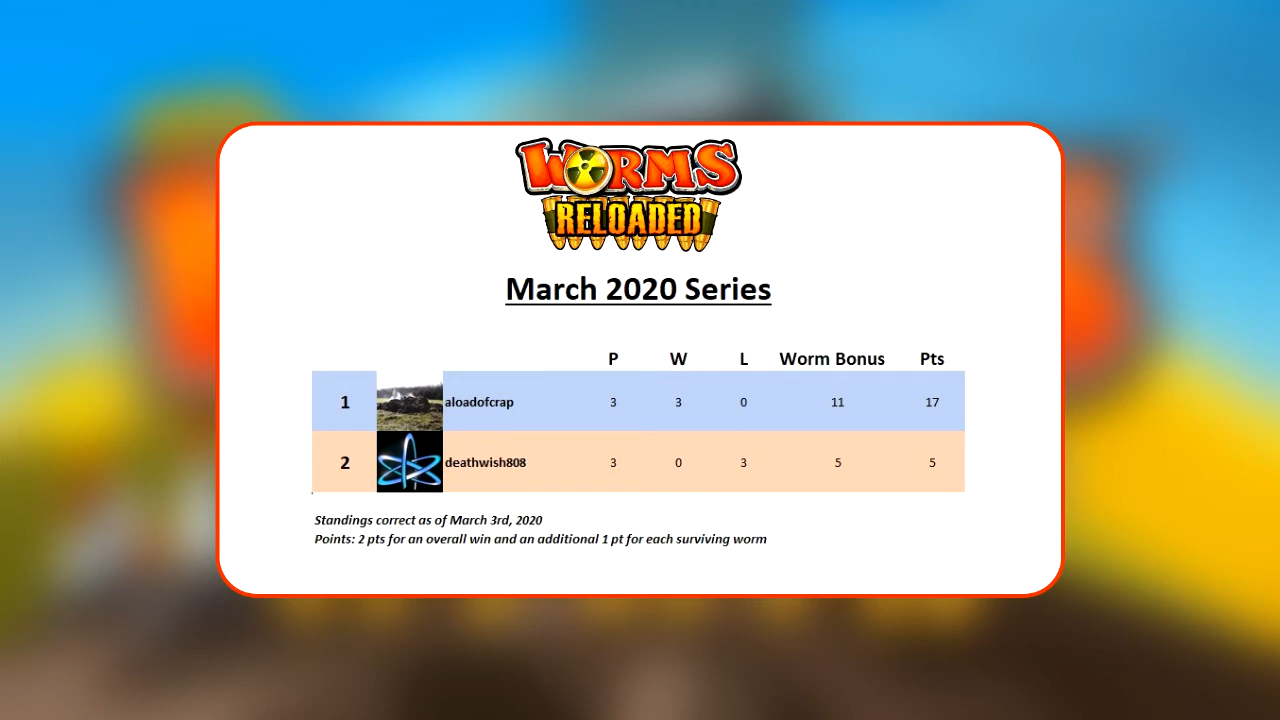 WORMS
RELOADED
March 2020 Series
P W L Worm Bonus Pts
1 aloadofcrap 3 3 0 11 17
2 deathwish808 3 0 3 5 5
Standings correct as of March 3rd, 2020
Points: 2 pts for an overall win and an additional 1 pt for each surviving worm